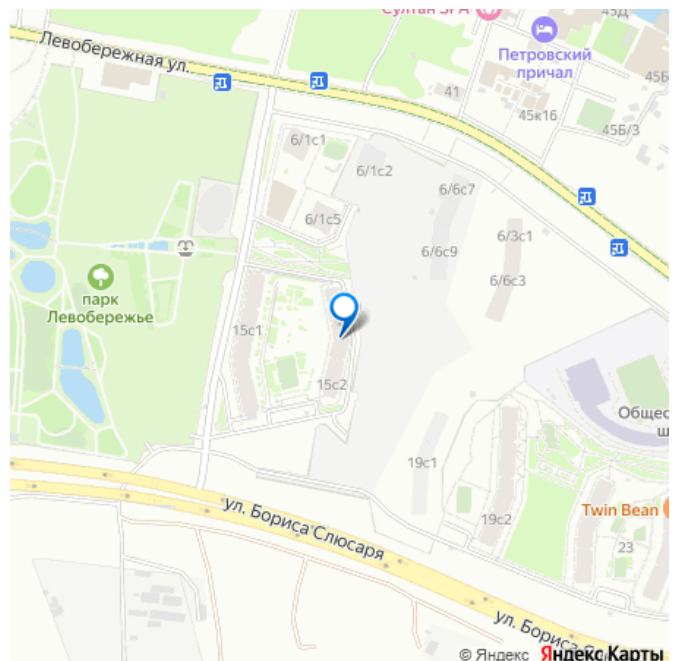 Султан SPA
45Д
Левобережная ул.
Петровский
причал
45Б
41
45к16
45Б/3
6/1с1
6/1с2
6/6с7
6/1с5
6/3с1
6/6с9
6/6с3
парк
Левобережье
15с1
15с2
Общес
ш
19с1
ул. Бориса Слюсаря
19с2
Twin Bean
23
ул. Бориса Сл
© Яндекс Яндекс Карты